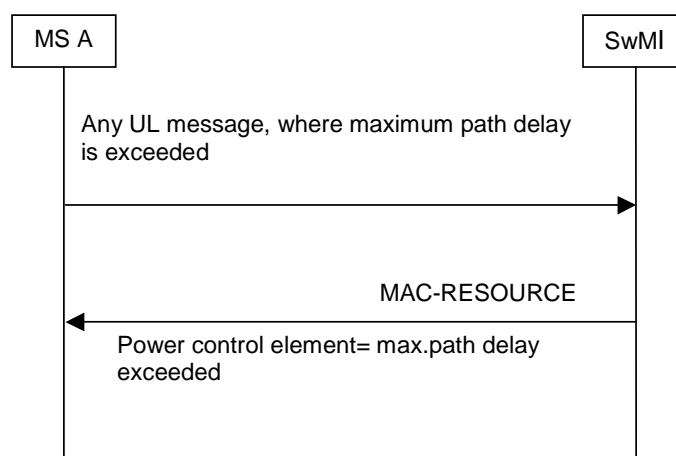 MS A
SwMI
Any UL message, where maximum path delay
is exceeded
MAC-RESOURCE
Power control element= max.path delay
exceeded